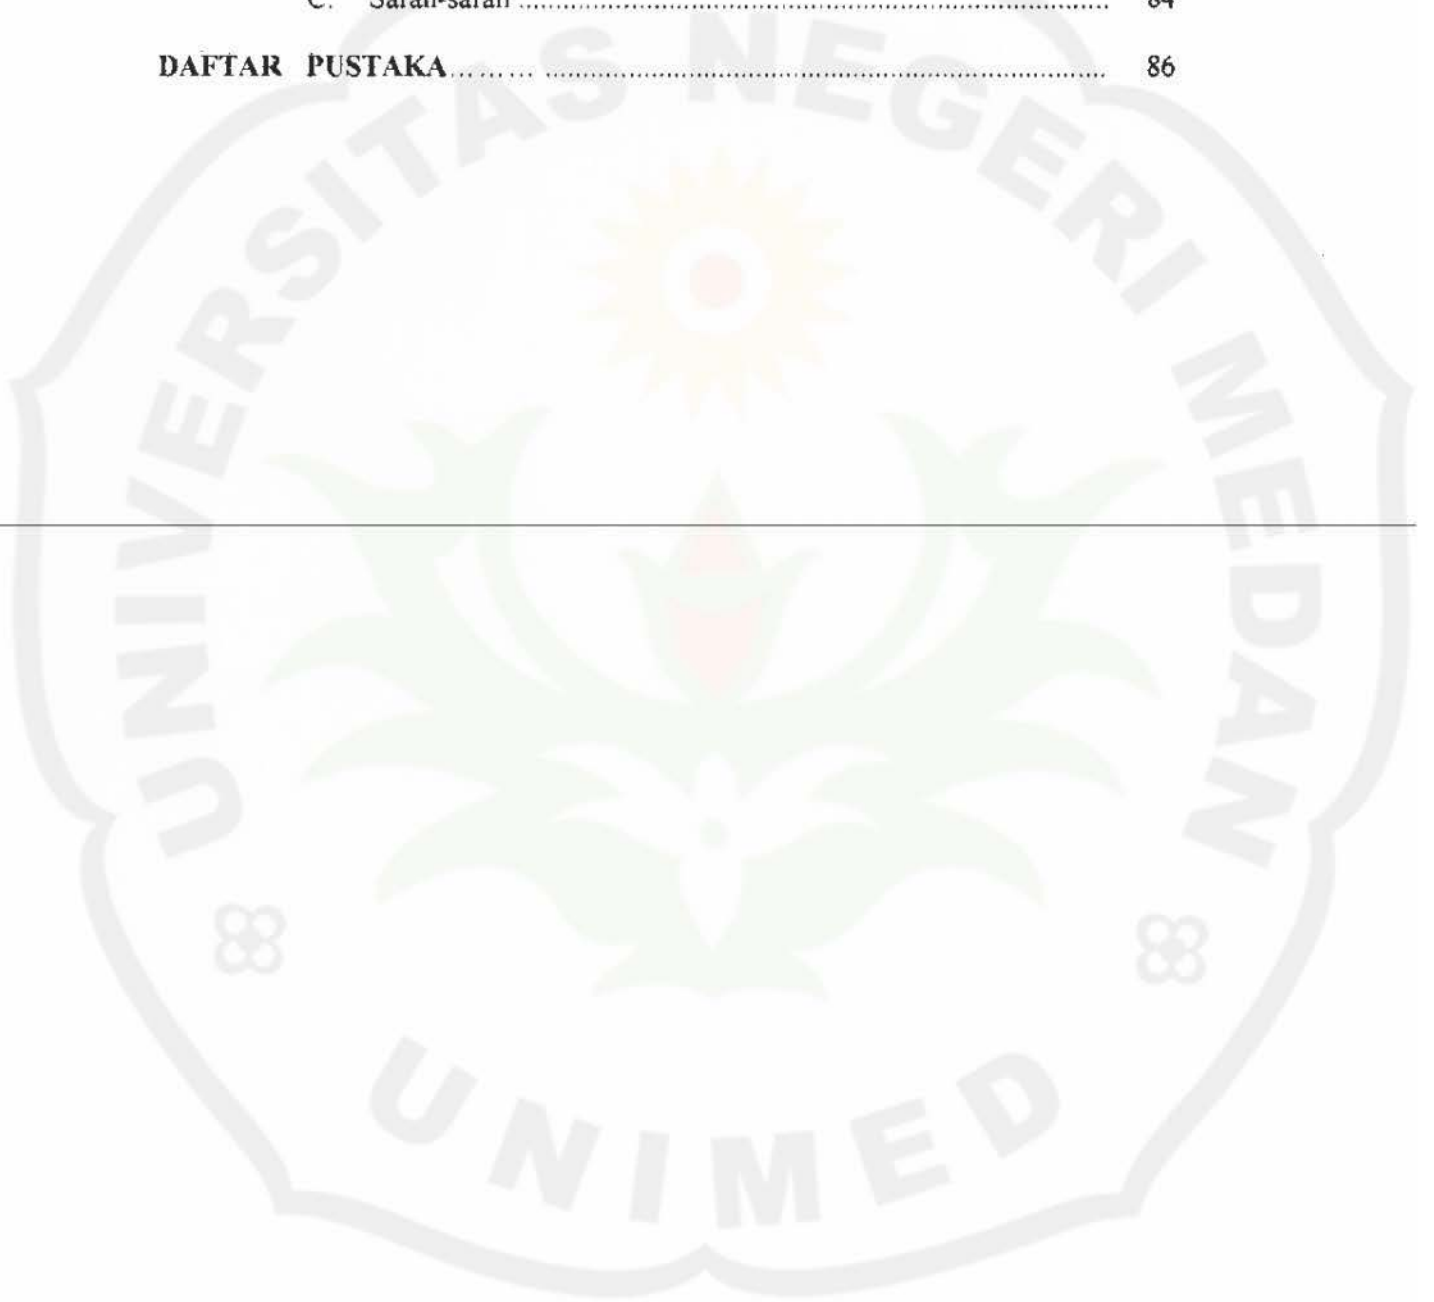 C. Saran-saran ........................................ 84
DAFTAR PUSTAKA ........................................ 86
UNIVERSITAS NEGERI MEDAN
UNIMED